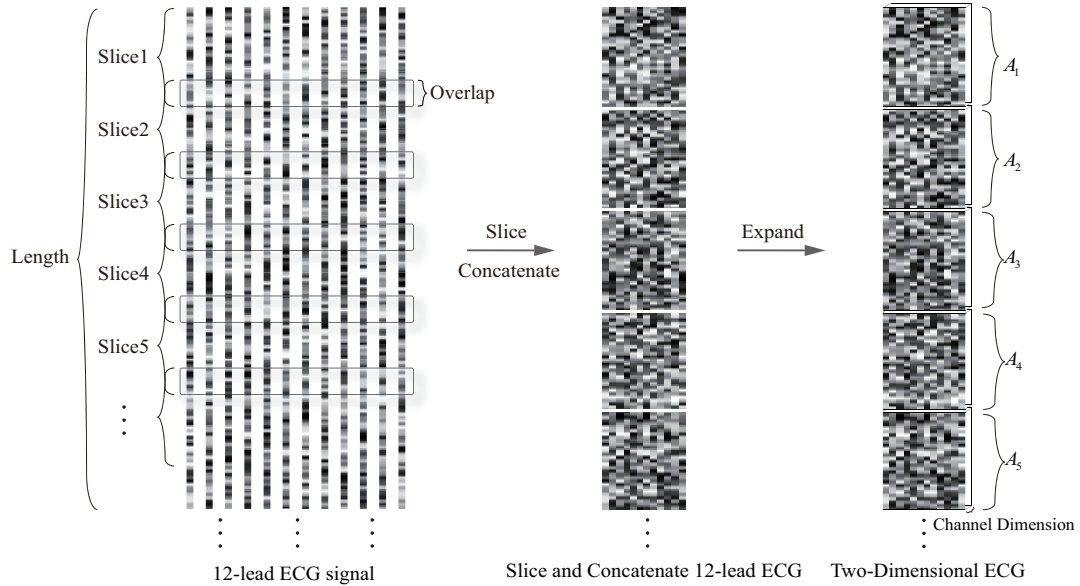 Length
Slice1
Slice2
Slice3
Slice4
Slice5
Overlap
12-lead ECG signal
Slice
Concatenate
Slice and Concatenate 12-lead ECG
Expand
A1
A2
A3
A4
A5
Channel Dimension
Two-Dimensional ECG